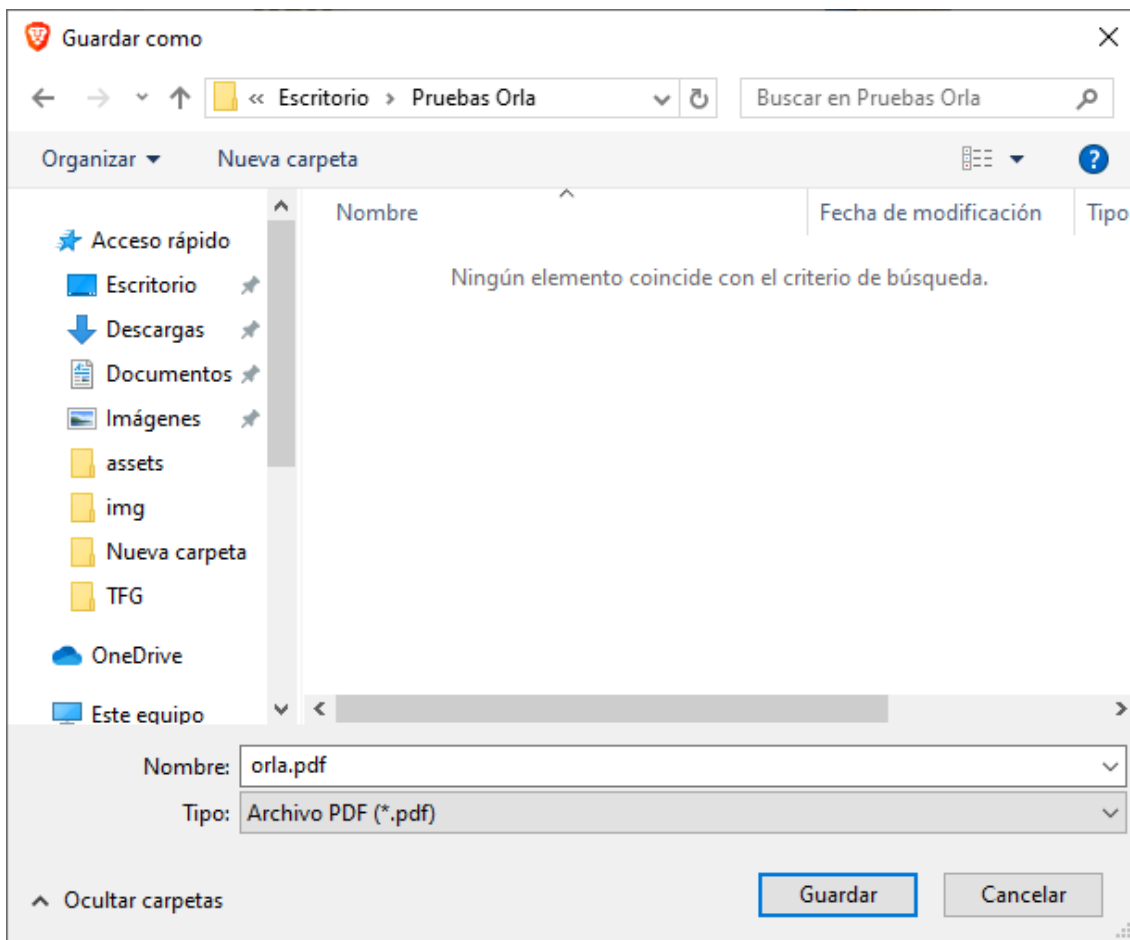 Guardar como
« Escritorio > Pruebas Orla
Buscar en Pruebas Orla
Organizar
Nueva carpeta
?
Nombre
Fecha de modificación
Tipo
Ningún elemento coincide con el criterio de búsqueda.
Acceso rápido
Escritorio
Descargas
Documentos
Imágenes
assets
img
Nueva carpeta
TFG
OneDrive
Este equipo
Nombre: orla.pdf
Tipo: Archivo PDF (*.pdf)
Ocultar carpetas
Guardar
Cancelar